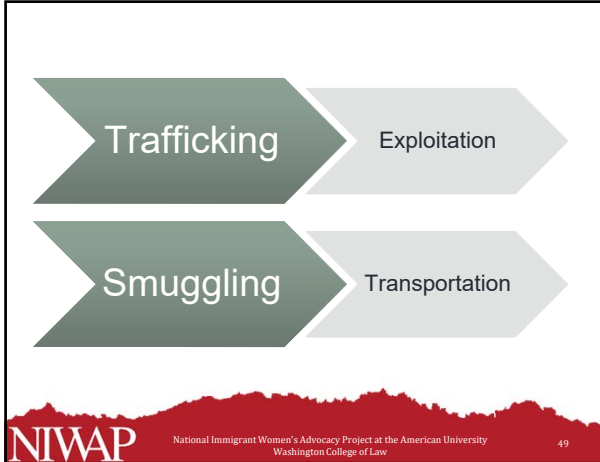 Trafficking
Exploitation
Smuggling
Transportation
NIWAP
National Immigrant Women's Advocacy Project at the American University
Washington College of Law
49